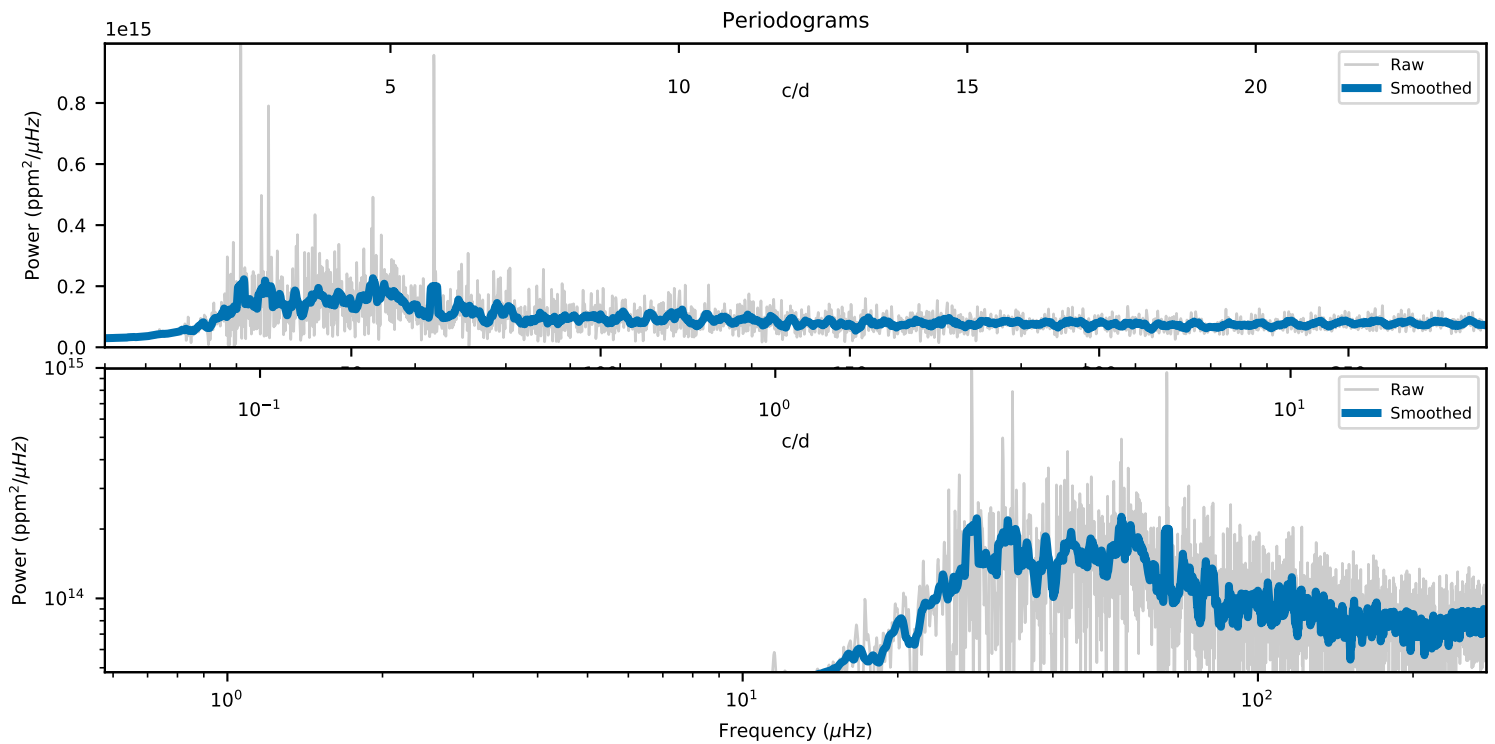 Periodograms
1e15
Raw
Smoothed
5
10
15
20
c/d
0.8
0.6
0.4
0.2
0.0
Power (ppm²/μHz)
10¹⁵
10¹⁴
Power (ppm²/μHz)
10⁻¹
10⁰
10¹
c/d
Raw
Smoothed
10⁰
10¹
10²
Frequency (μHz)